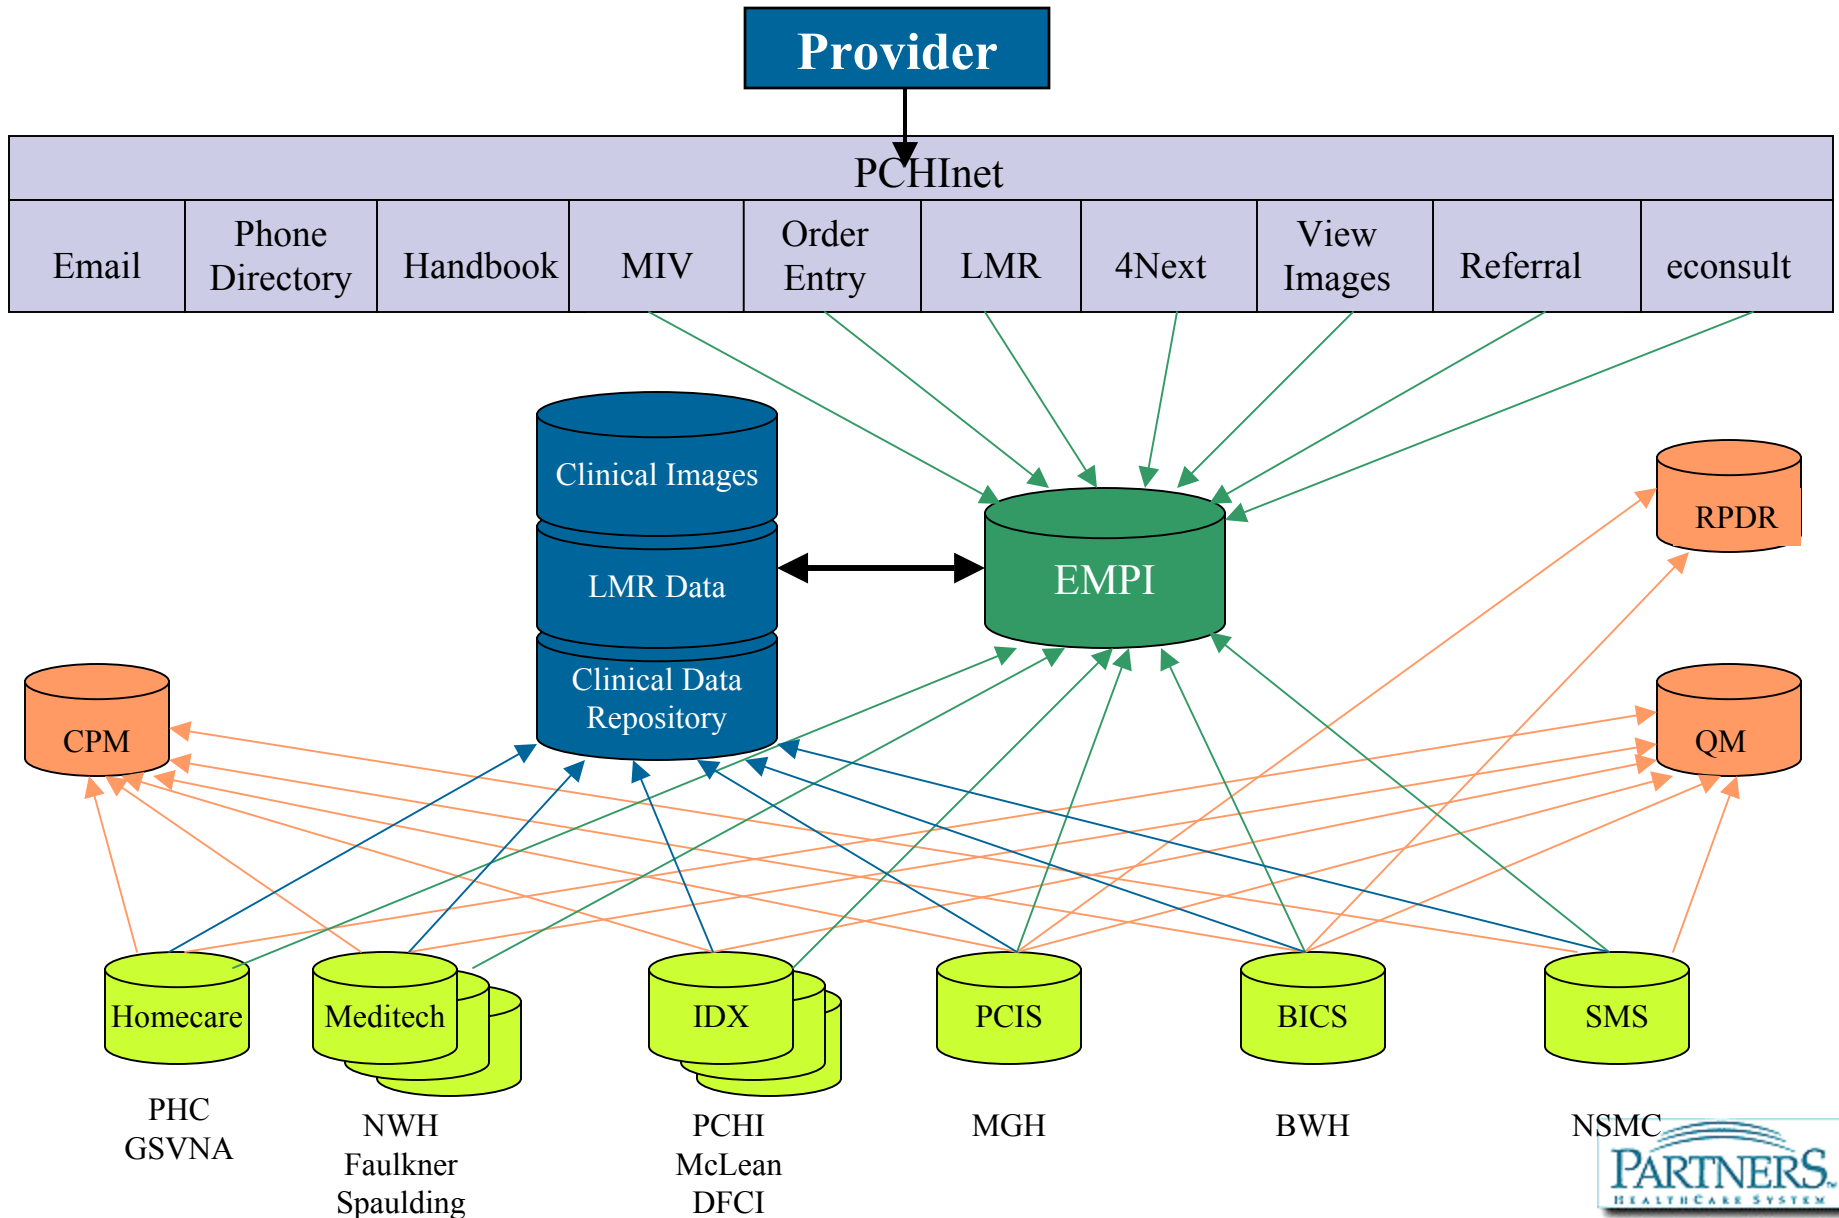 Provider
PCHInet
Email
Phone
Directory
Handbook
MIV
Order
Entry
LMR
4Next
View
Images
Referral
econsult
Clinical Images
LMR Data
Clinical Data
Repository
EMPI
RPDR
CPM
QM
Homecare
Meditech
IDX
PCIS
BICS
SMS
PHC
GSVNA
NWH
Faulkner
Spaulding
PCHI
McLean
DFCI
MGH
BWH
NSMC
PARTNERS
HEALTHCARE SYSTEM